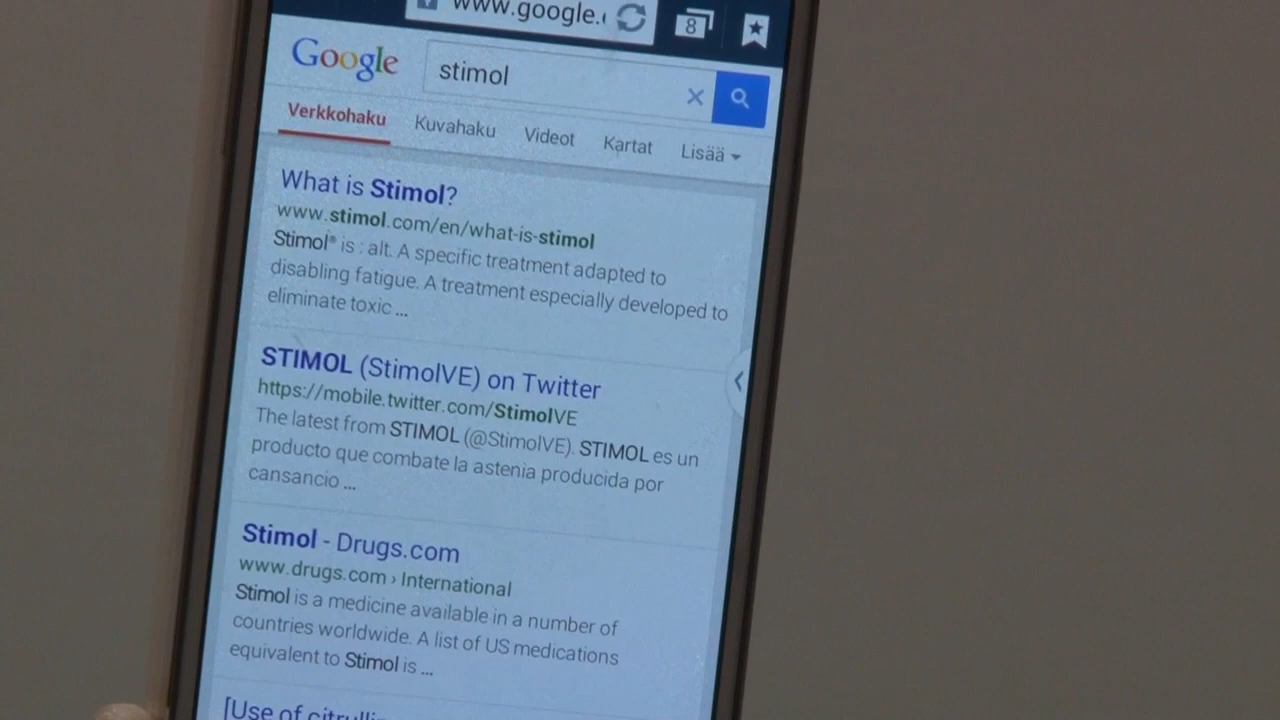 www.google.
8
Google
stimol
Verkkohaku Kuvahaku Videot Kartat Lisää
What is Stimol?
www.stimol.com/en/what-is-stimol
Stimol® is : alt. A specific treatment adapted to
disabling fatigue. A treatment especially developed to
eliminate toxic ...
STIMOL (StimolVE) on Twitter
https://mobile.twitter.com/StimolVE
The latest from STIMOL (@StimolVE). STIMOL es un
producto que combate la astenia producida por
cansancio ...
Stimol - Drugs.com
www.drugs.com › International
Stimol is a medicine available in a number of
countries worldwide. A list of US medications
equivalent to Stimol is ...
[Use of